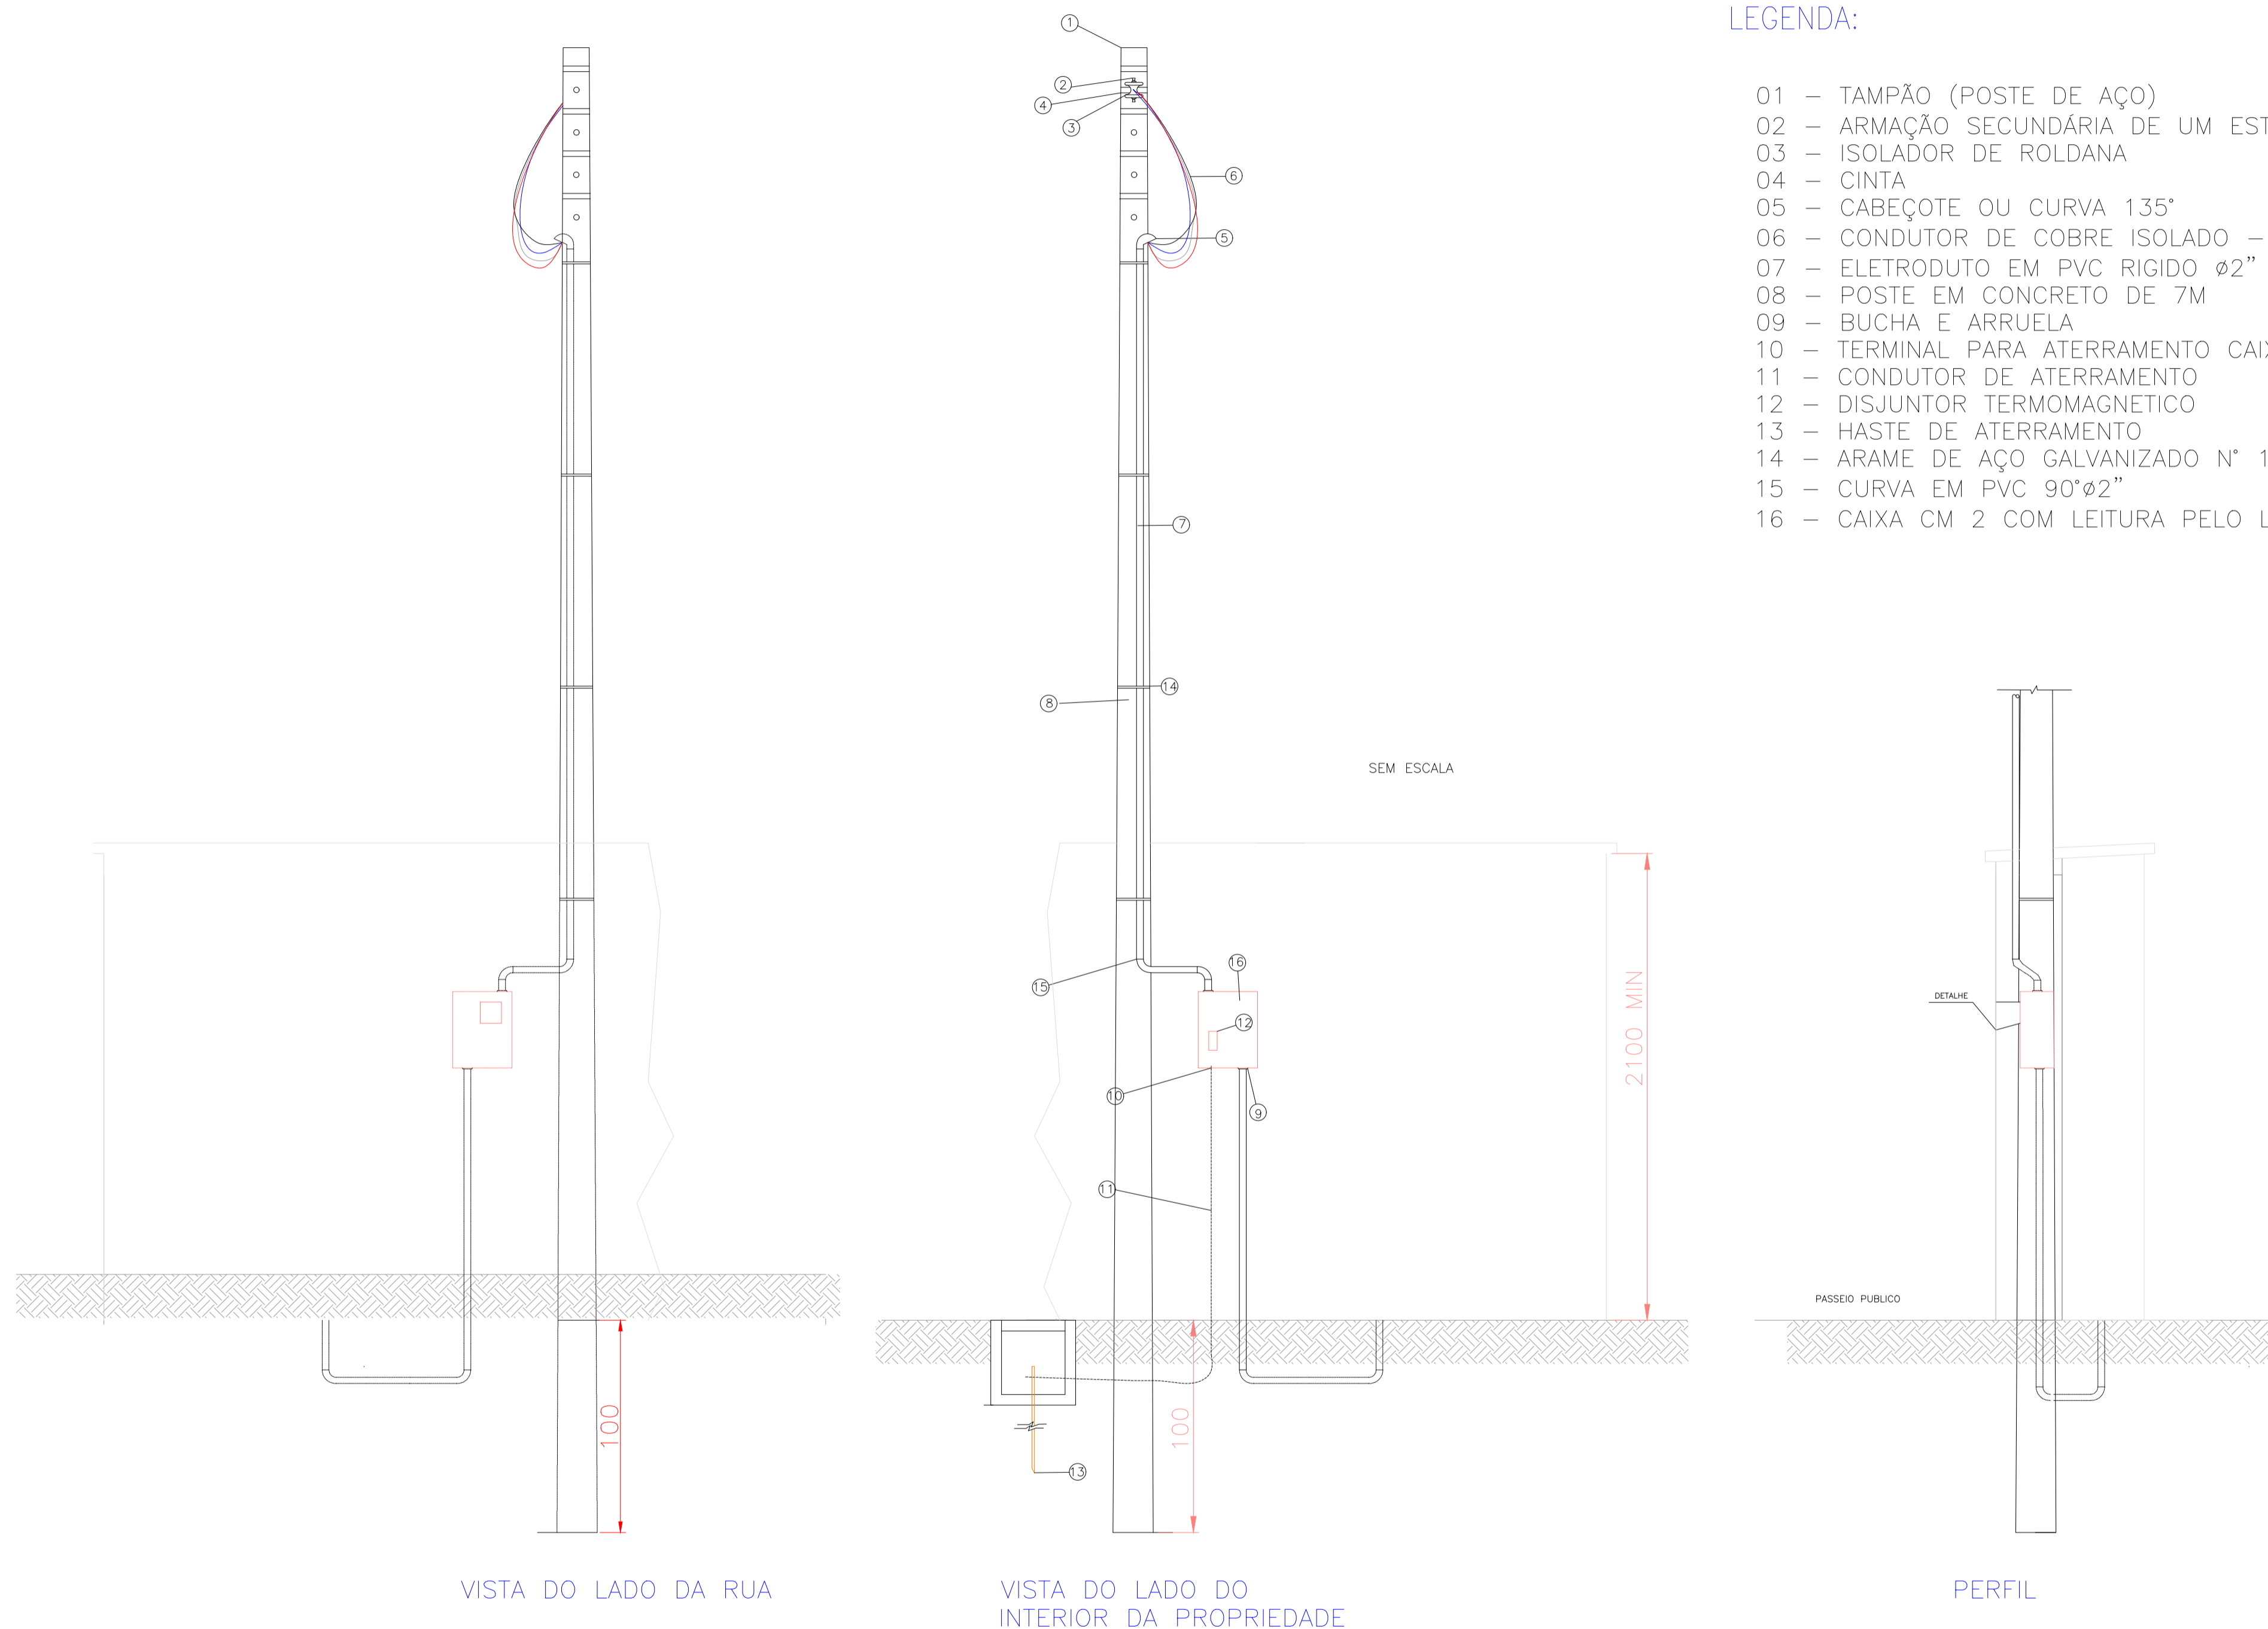 LEGENDA:
01 – TAMPÃO (POSTE DE AÇO)
02 – ARMAÇÃO SECUNDÁRIA DE UM
03 – ISOLADOR DE ROLDANA
04 – CINTA
05 – CABEÇOTE OU CURVA 135°
06 – CONDUTOR DE COBRE ISOLADO –
07 – ELETRODUTO EM PVC RIGIDO ø2"
08 – POSTE EM CONCRETO DE 7M
09 – BUCHA E ARRUELA
10 – TERMINAL PARA ATERRAMENTO
11 – CONDUTOR DE ATERRAMENTO
12 – DISJUNTOR TERMOMAGNETICO
13 – HASTE DE ATERRAMENTO
14 – ARAME DE AÇO GALVANIZADO N°
15 – CURVA EM PVC 90°ø2"
16 – CAIXA CM 2 COM LEITURA PELO
1
2
4
3
6
5
7
14
8
SEM ESCALA
15
16
12
10
9
11
13
2100 MIN
DETALHE
PASSEIO PUBLICO
100
100
VISTA DO LADO DA RUA
VISTA DO LADO DO
INTERIOR DA PROPRIEDADE
PERFIL